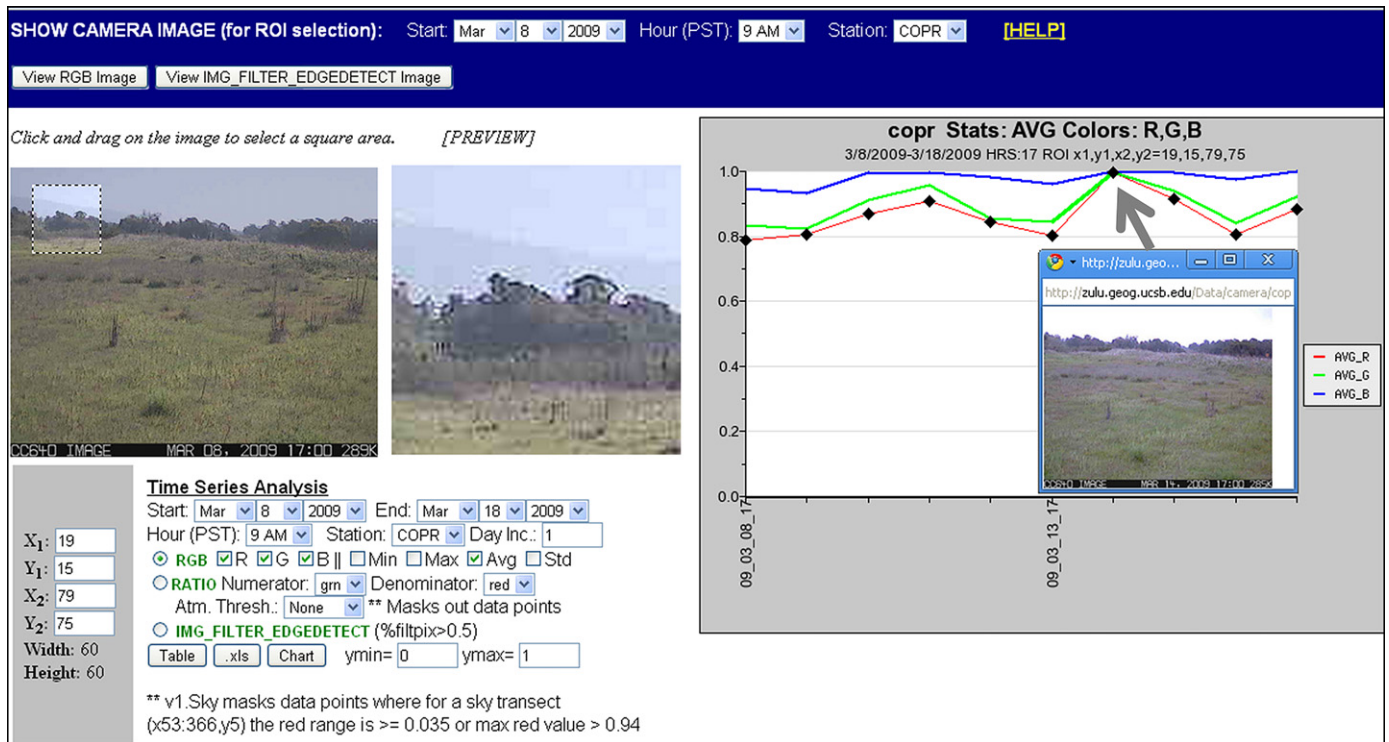 SHOW CAMERA IMAGE (for ROI selection): Start: Mar 8 2009 Hour (PST): 9 AM Station: COPR [HELP]
View RGB Image View IMG_FILTER_EDGEDETECT Image
Click and drag on the image to select a square area. [PREVIEW]
CC640 IMAGE MAR 08, 2009 17:00 289K
X1: 19
Y1: 15
X2: 79
Y2: 75
Width: 60
Height: 60
Time Series Analysis
Start: Mar 8 2009 End: Mar 18 2009
Hour (PST): 9 AM Station: COPR Day Inc.: 1
RGB R G B || Min Max Avg Std
RATIO Numerator: grn Denominator: red
Atm. Thresh.: None ** Masks out data points
IMG_FILTER_EDGEDETECT (%filtpix>0.5)
Table .xls Chart ymin= 0 ymax= 1
** v1.Sky masks data points where for a sky transect
(x53:366,y5) the red range is >= 0.035 or max red value > 0.94
copr Stats: AVG Colors: R,G,B
3/8/2009-3/18/2009 HRS:17 ROI x1,y1,x2,y2=19,15,79,75
1.0
0.8
0.6
0.4
0.2
0.0
09_03_08_17
09_03_13_17
http://zulu.geo...
http://zulu.geog.ucsb.edu/Data/camera/cop
CC640 IMAGE MAR 14, 2009 17:00 285K
AVG_R
AVG_G
AVG_B